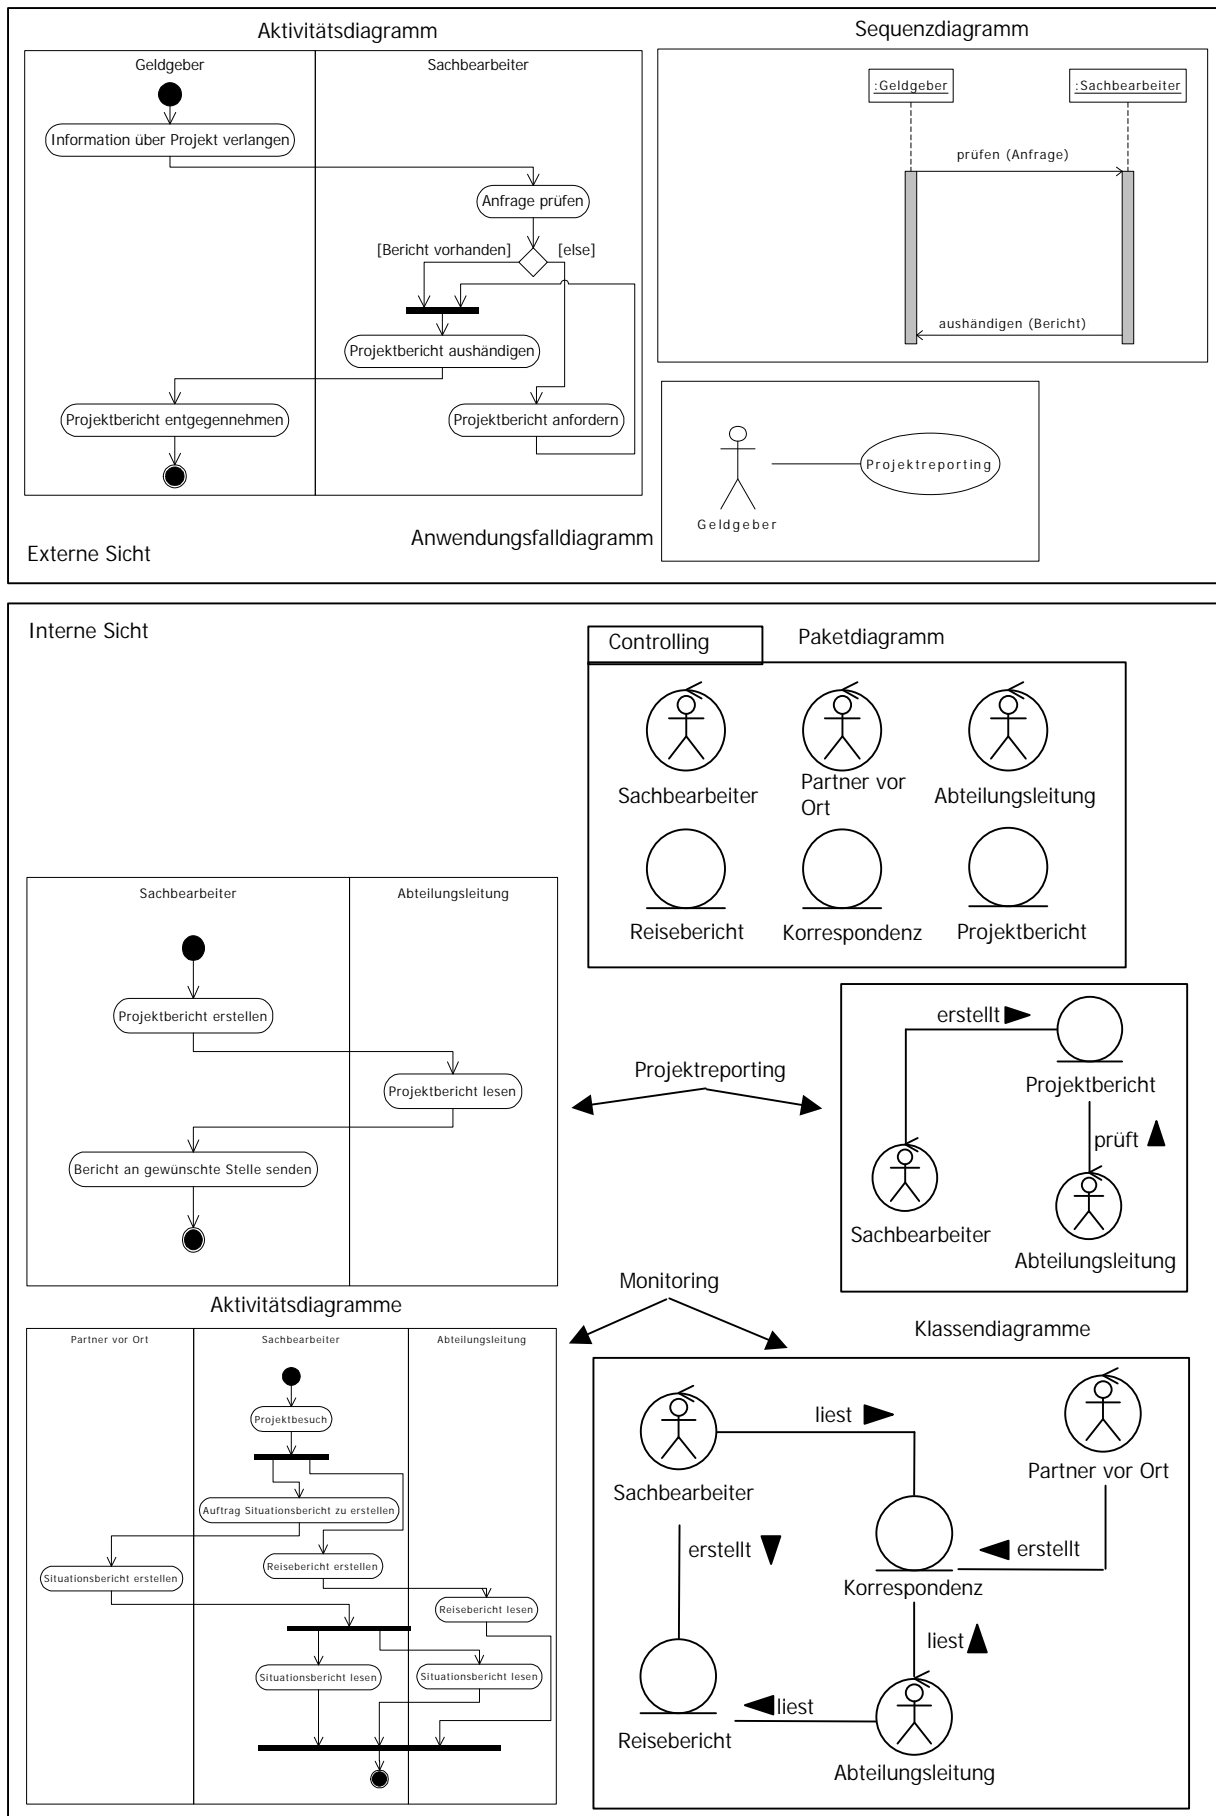 Aktivitätsdiagramm
Geldgeber
Sachbearbeiter
Information über Projekt verlangen
Anfrage prüfen
[Bericht vorhanden]
[else]
Projektbericht aushändigen
Projektbericht entgegennehmen
Projektbericht anfordern
Sequenzdiagramm
:Geldgeber
:Sachbearbeiter
prüfen (Anfrage)
aushändigen (Bericht)
Projektreporting
Geldgeber
Anwendungsfalldiagramm
Externe Sicht
Interne Sicht
Controlling
Paketdiagramm
Sachbearbeiter
Partner vor
Ort
Abteilungsleitung
Reisebericht
Korrespondenz
Projektbericht
Sachbearbeiter
Abteilungsleitung
Projektbericht erstellen
Projektbericht lesen
Bericht an gewünschte Stelle senden
Projektreporting
erstellt
Projektbericht
prüft
Sachbearbeiter
Abteilungsleitung
Monitoring
Aktivitätsdiagramme
Klassendiagramme
Partner vor Ort
Sachbearbeiter
Abteilungsleitung
Projektbesuch
Auftrag Situationsbericht zu erstellen
Reisebericht erstellen
Situationsbericht erstellen
Reisebericht lesen
Situationsbericht lesen
Situationsbericht lesen
liest
Sachbearbeiter
Partner vor Ort
erstellt
erstellt
Korrespondenz
liest
liest
Reisebericht
Abteilungsleitung